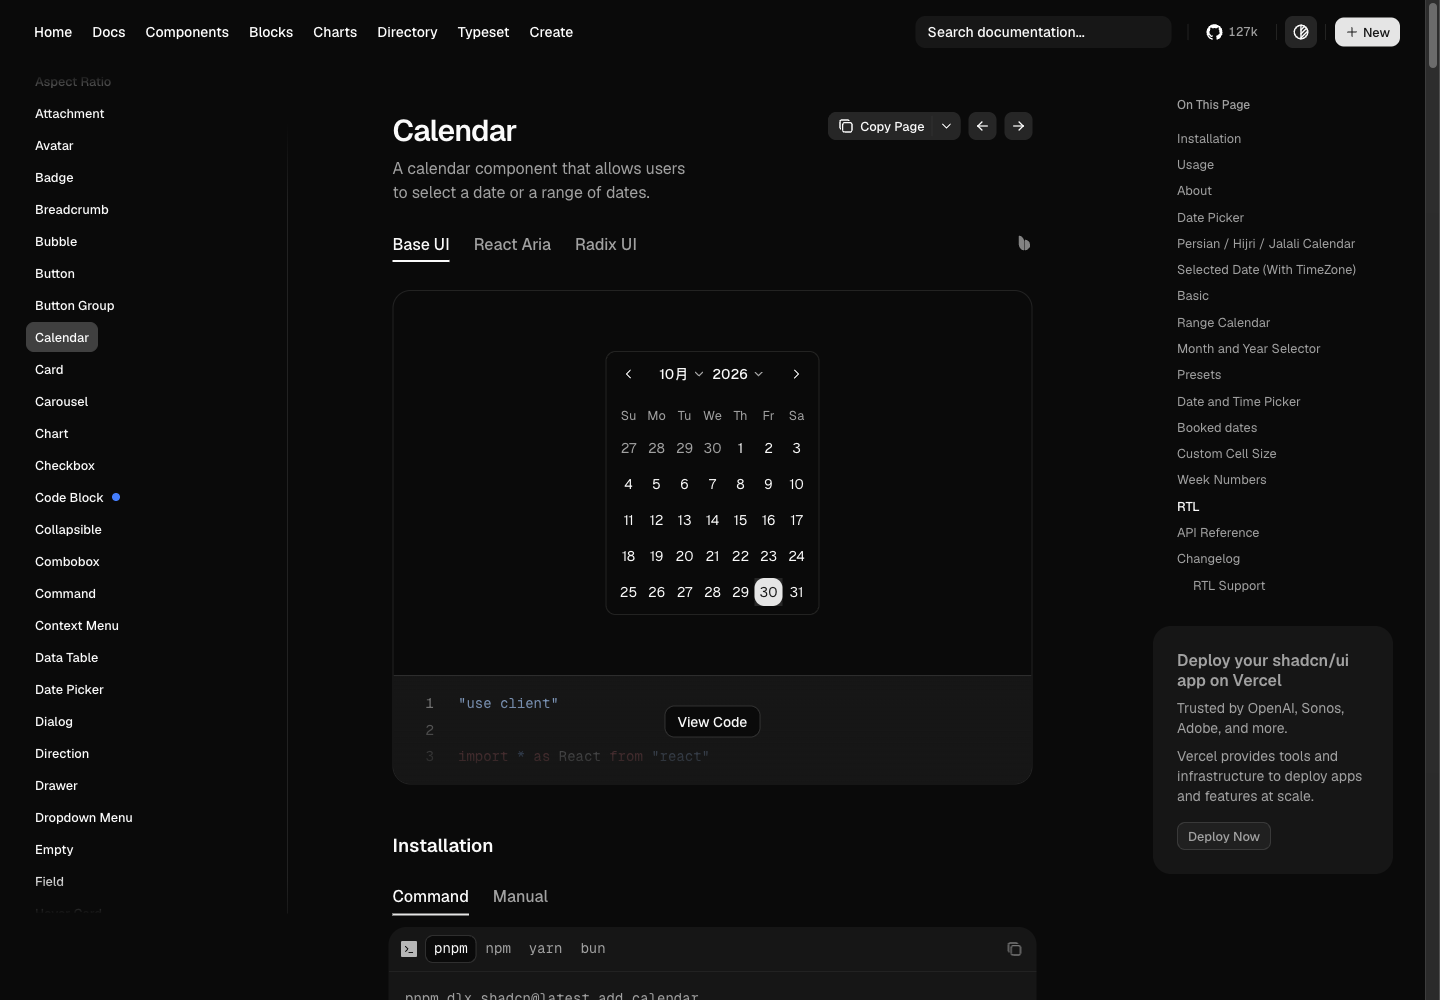 Home Docs Components Blocks Charts Directory Typeset Create
Search documentation...
127k
New
Aspect Ratio
Attachment
Avatar
Badge
Breadcrumb
Bubble
Button
Button Group
Calendar
Card
Carousel
Chart
Checkbox
Code Block
Collapsible
Combobox
Command
Context Menu
Data Table
Date Picker
Dialog
Direction
Drawer
Dropdown Menu
Empty
Field
Calendar
Copy Page
A calendar component that allows users
to select a date or a range of dates.
Base UI React Aria Radix UI
10月 2026
Su Mo Tu We Th Fr Sa
27 28 29 30 1 2 3
4 5 6 7 8 9 10
11 12 13 14 15 16 17
18 19 20 21 22 23 24
25 26 27 28 29 30 31
1 "use client"
2
3 import * as React from "react"
View Code
Installation
Command Manual
pnpm npm yarn bun
pnpm dlx shadcn@latest add calendar
On This Page
Installation
Usage
About
Date Picker
Persian / Hijri / Jalali Calendar
Selected Date (With TimeZone)
Basic
Range Calendar
Month and Year Selector
Presets
Date and Time Picker
Booked dates
Custom Cell Size
Week Numbers
RTL
API Reference
Changelog
RTL Support
Deploy your shadcn/ui
app on Vercel
Trusted by OpenAI, Sonos,
Adobe, and more.
Vercel provides tools and
infrastructure to deploy apps
and features at scale.
Deploy Now